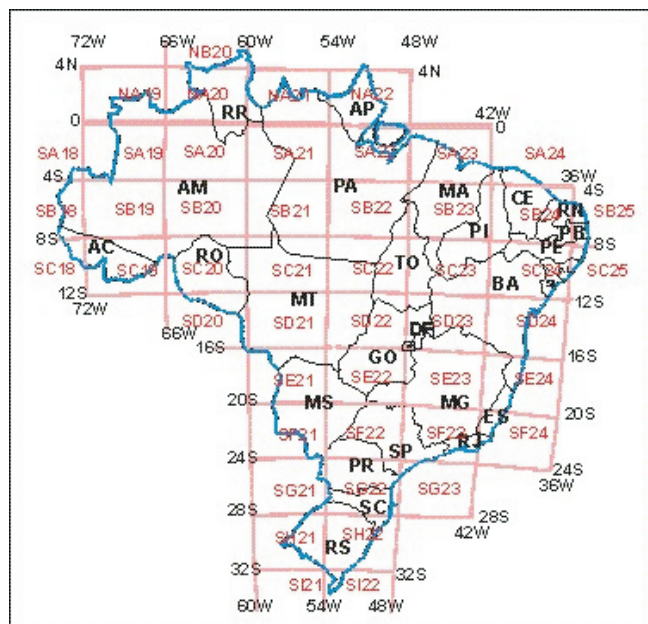 72W 66W 60W 54W 48W
NB20
4N 4N
NA19 NA20 NA21 NA22
RR AP
42W
0 0
SA18 SA19 SA20 SA21 SA22 SA23 SA24
36W
4S 4S
AM PA MA CE
SB18 SB19 SB20 SB21 SB22 SB23 SB24 RN SB25
PI PB
8S PE 8S
AC RO TO
SC18 SC19 SC20 SC21 SC22 SC23 BA SC24 SC25
12S MT 12S
72W
66W SD20 SD21 SD22 DF SD23 SD24
16S GO 16S
SE21 SE22 SE23 SE24
20S MS MG ES 20S
SF21 SF22 SF23 SF24
SP RJ
24S PR 24S
36W
SG21 SG22 SG23
SC
28S 28S
42W
SH21 SH22
RS
32S 32S
SI21 SI22
60W 54W 48W